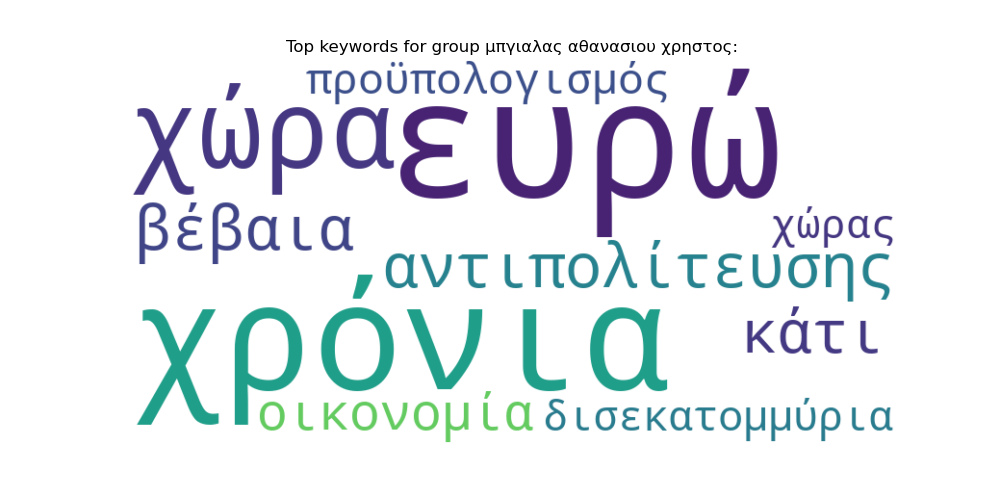 Top keywords for group μπγιαλας αθανασιου χρηστος:
προϋπολογισμός
χώρα ευρώ
βέβαια
χώρας
αντιπολίτευσης
χρόνια
κάτι
οικονομία
δισεκατομμύρια